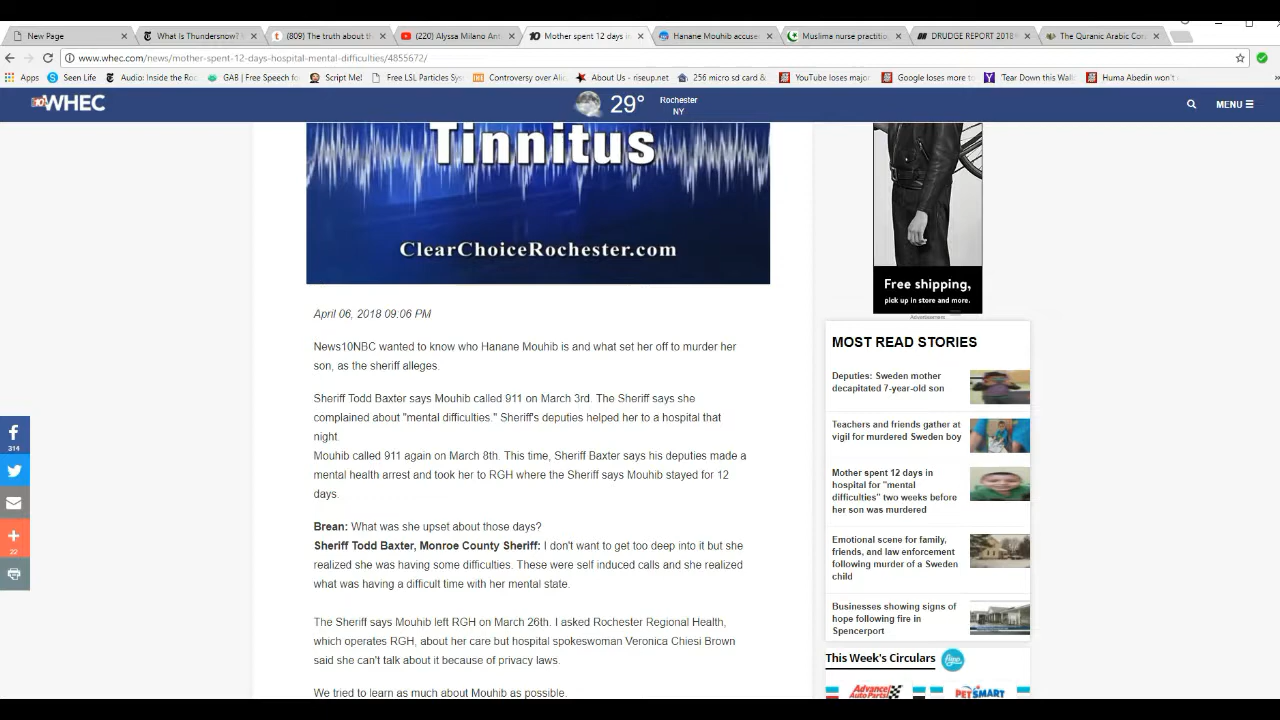 New Page
What Is Thundersnow? H
(809) The truth about th
(220) Alyssa Milano Ant
Mother spent 12 days in
Hanane Mouhib accuse
Muslima nurse practitio
DRUDGE REPORT 2018®
The Quranic Arabic Cor
www.whec.com/news/mother-spent-12-days-hospital-mental-difficulties/4855672/
Apps
Seen Life
Audio: Inside the Ro
GAB | Free Speech fo
Script Me!
Free LSL Particles Sys
Controversy over Alic
About Us - riseup.net
256 micro sd card &
YouTube loses major
Google loses more t
Tear Down this Wall
Huma Abedin won't
WHEC
29°
Rochester
NY
MENU
Tinnitus
ClearChoiceRochester.com
April 06, 2018 09:06 PM
News10NBC wanted to know who Hanane Mouhib is and what set her off to murder her
son, as the sheriff alleges.
Sheriff Todd Baxter says Mouhib called 911 on March 3rd. The Sheriff says she
complained about "mental difficulties." Sheriff's deputies helped her to a hospital that
night.
Mouhib called 911 again on March 8th. This time, Sheriff Baxter says his deputies made a
mental health arrest and took her to RGH where the Sheriff says Mouhib stayed for 12
days.
Brean: What was she upset about those days?
Sheriff Todd Baxter, Monroe County Sheriff: I don't want to get too deep into it but she
realized she was having some difficulties. These were self induced calls and she realized
what was having a difficult time with her mental state.
The Sheriff says Mouhib left RGH on March 26th. I asked Rochester Regional Health,
which operates RGH, about her care but hospital spokeswoman Veronica Chiesi Brown
said she can't talk about it because of privacy laws.
We tried to learn as much about Mouhib as possible.
314
22
Free shipping,
pick up in store and more.
Advertisement
MOST READ STORIES
Deputies: Sweden mother
decapitated 7-year-old son
Teachers and friends gather at
vigil for murdered Sweden boy
Mother spent 12 days in
hospital for "mental
difficulties" two weeks before
her son was murdered
Emotional scene for family,
friends, and law enforcement
following murder of a Sweden
child
Businesses showing signs of
hope following fire in
Spencerport
This Week's Circulars
Advance
Auto Parts
PETSMART